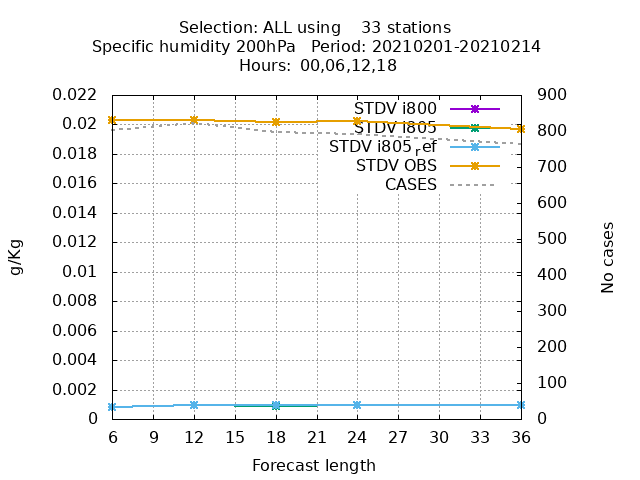 Selection: ALL using 33 stations
Specific humidity 200hPa Period: 20210201-20210214
Hours: 00,06,12,18
0.022
0.02
0.018
0.016
0.014
0.012
0.01
0.008
0.006
0.004
0.002
0
g/Kg
STDV i800
STDV i805
STDV i805ref
STDV OBS
CASES
900
800
700
600
500
400
300
200
100
0
No cases
6 9 12 15 18 21 24 27 30 33 36
Forecast length